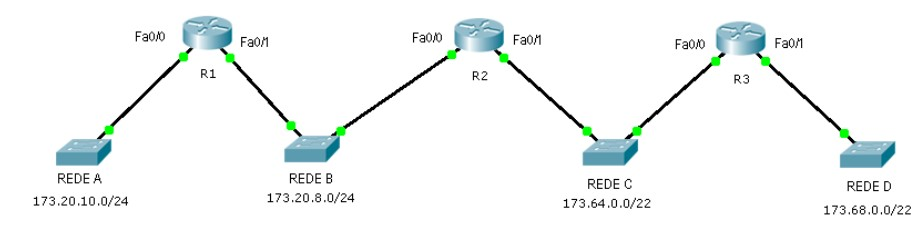 Fa0/0
Fa0/1
R1
Fa0/0
Fa0/1
R2
Fa0/0
Fa0/1
R3
REDE A
173.20.10.0/24
REDE B
173.20.8.0/24
REDE C
173.64.0.0/22
REDE D
173.68.0.0/22